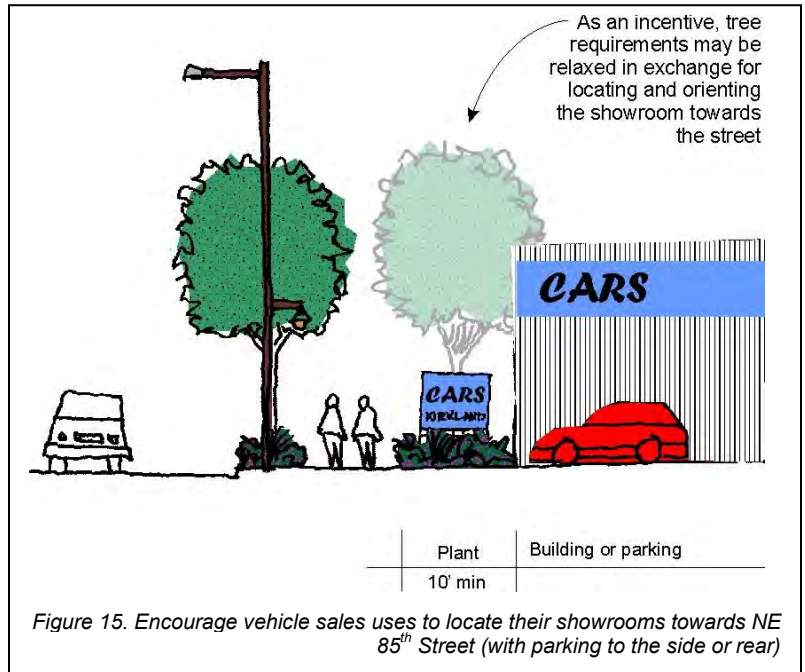 As an incentive, tree
requirements may be
relaxed in exchange for
locating and orienting
the showroom towards
the street
CARS
CARS
KIRKLAND
Plant
Building or parking
10' min
Figure 15. Encourage vehicle sales uses to locate their showrooms towards NE
85th Street (with parking to the side or rear)